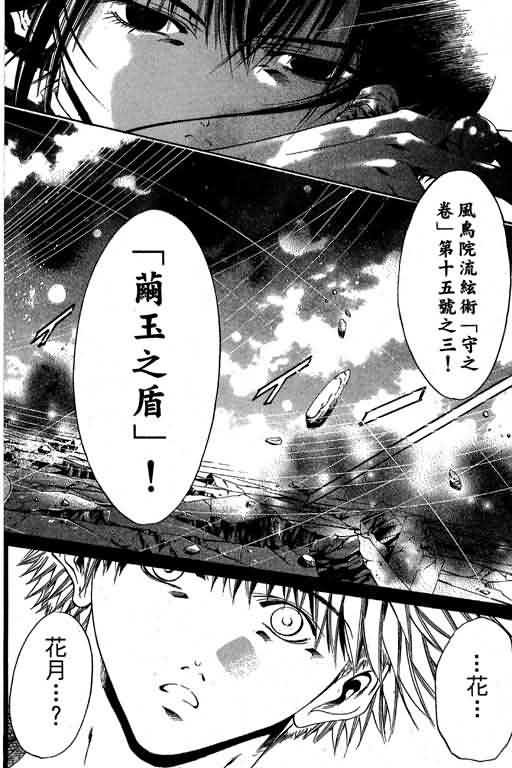 風鳥院流絃術「守之
卷」第十五號之三！
「繭玉之盾」！
…花…
花月…？